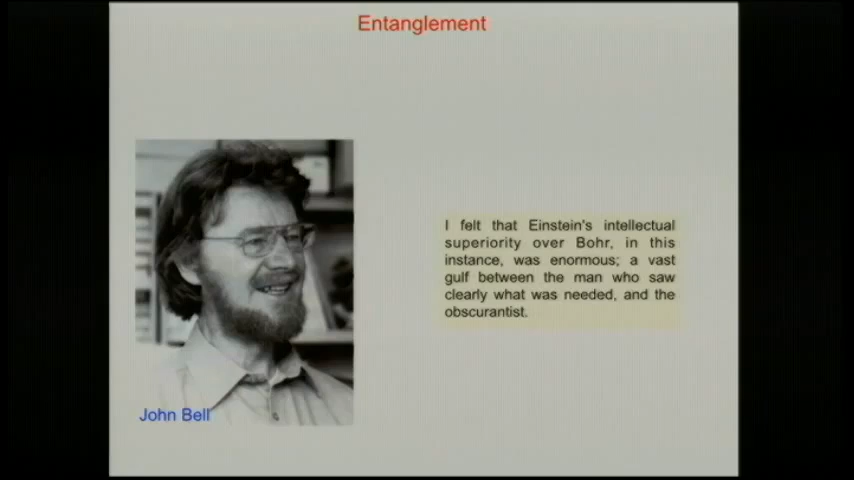 Entanglement
I felt that Einstein's intellectual
superiority over Bohr, in this
instance, was enormous; a vast
gulf between the man who saw
clearly what was needed, and the
obscurantist.
John Bell